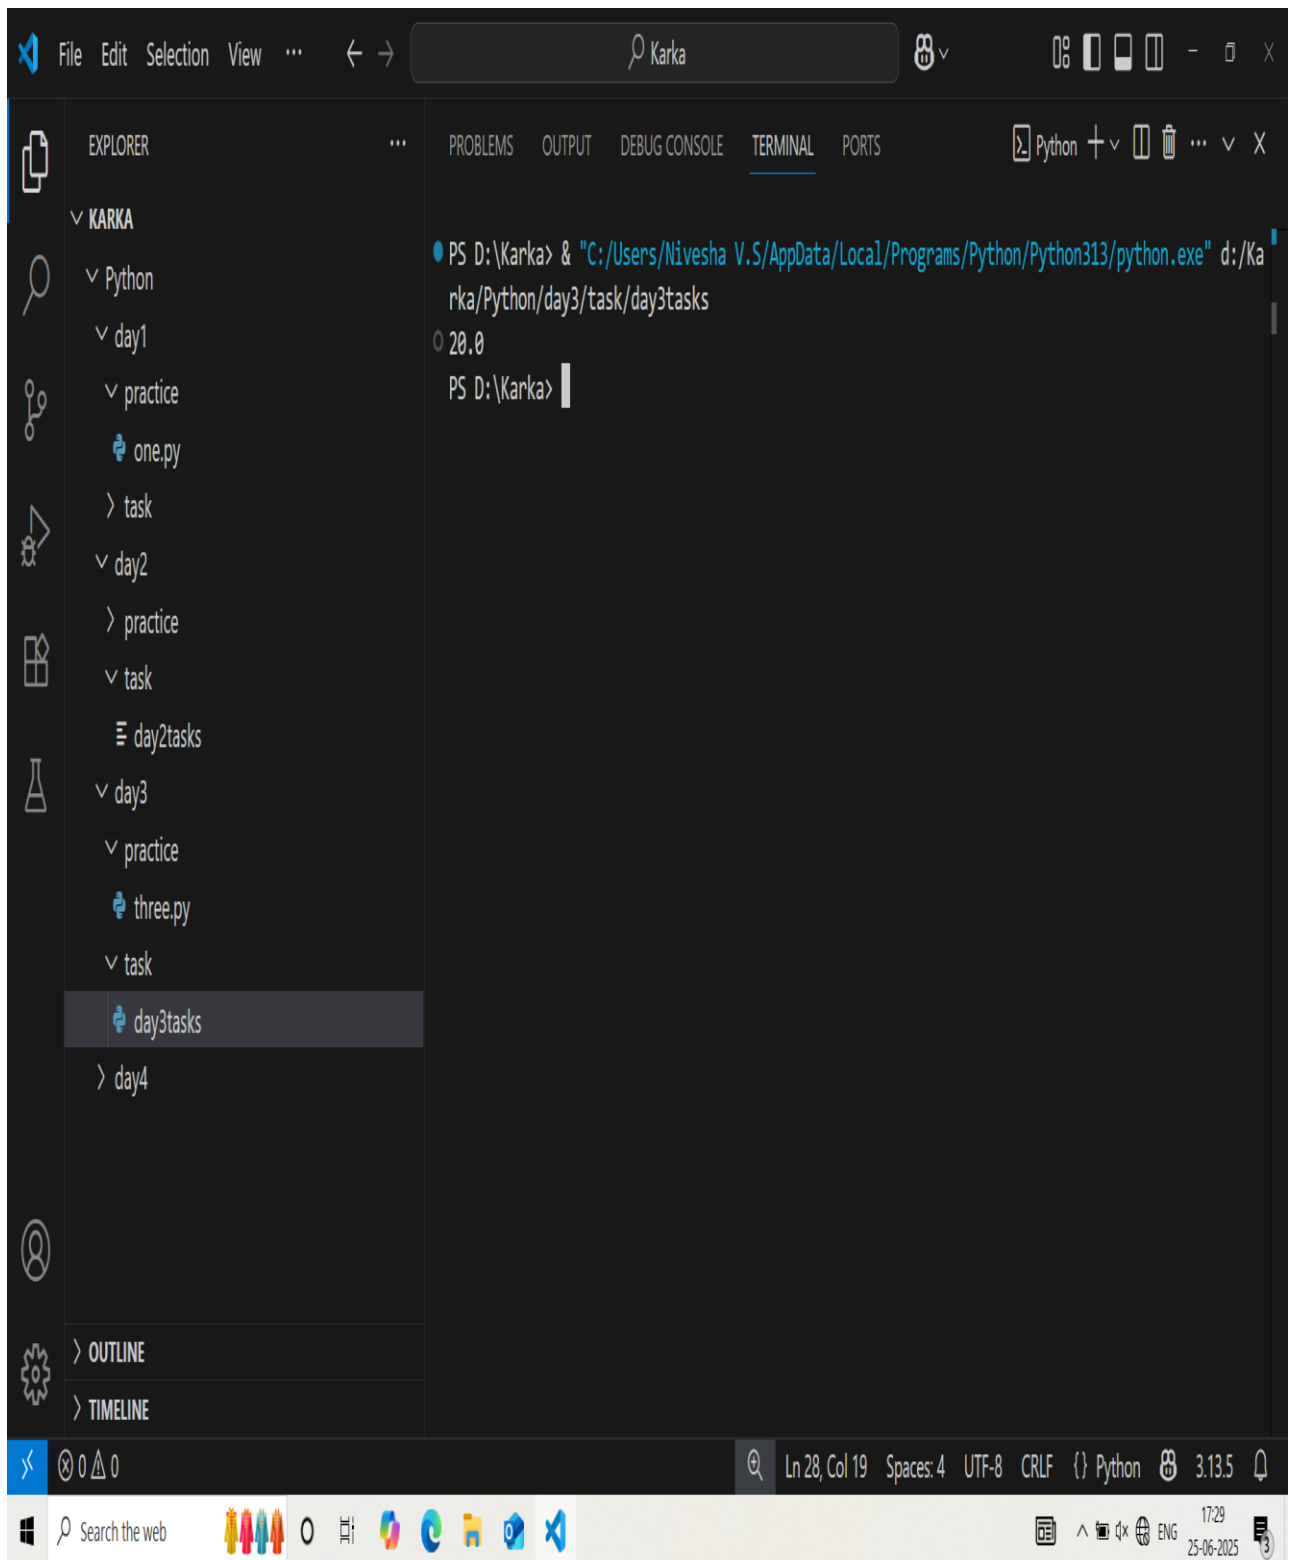 File Edit Selection View ··· Karka
EXPLORER ···
KARKA
Python
day1
practice
one.py
task
day2
practice
task
day2tasks
day3
practice
three.py
task
day3tasks
day4
OUTLINE
TIMELINE
PROBLEMS OUTPUT DEBUG CONSOLE TERMINAL PORTS Python
PS D:\Karka> & "C:/Users/Nivesha V.S/AppData/Local/Programs/Python/Python313/python.exe" d:/Ka
rka/Python/day3/task/day3tasks
20.0
PS D:\Karka>
0 0 Ln 28, Col 19 Spaces: 4 UTF-8 CRLF {} Python 3.13.5
Search the web ENG 17:29
25-06-2025 3